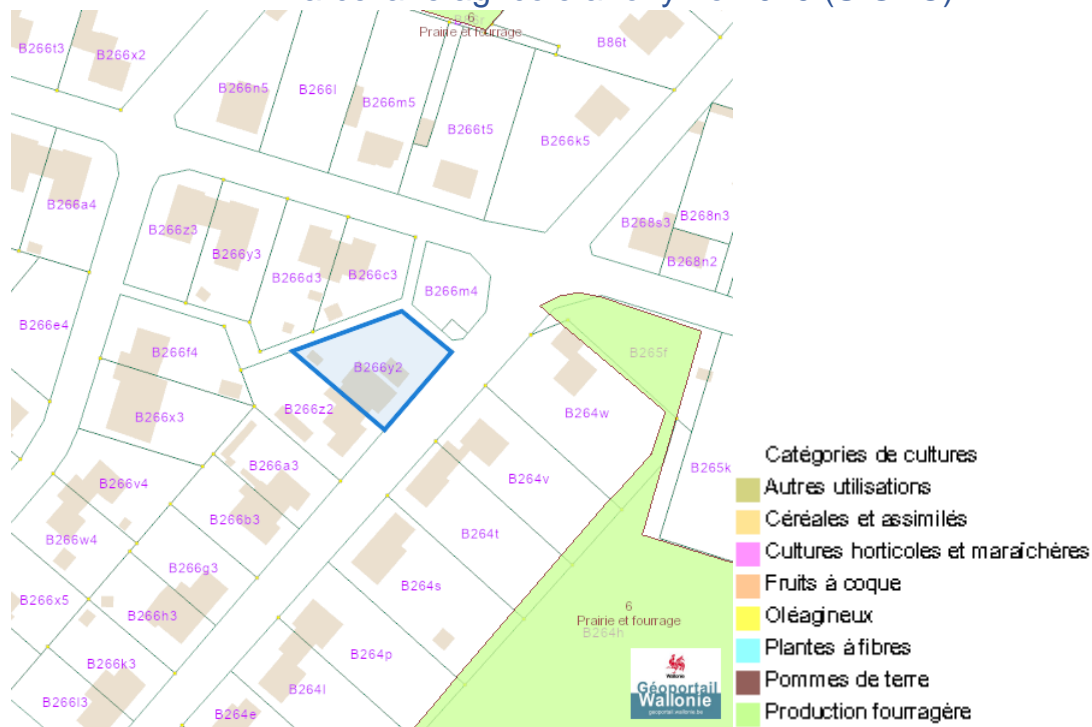 6
Prairie et fourrage
B86t
B266t3
B266x2
B266n5
B266l
B266m5
B266t5
B266k5
B266a4
B266z3
B266y3
B266d3
B266c3
B266m4
B268s3
B268n3
B268n2
B266e4
B266f4
B266y2
B265f
B266x3
B266z2
B264w
B266a3
B264v
B265k
B266v4
B266b3
B266w4
B264t
B266g3
B264s
B266x5
B266h3
6
Prairie et fourrage
B264h
B266k3
B264p
B264l
B266l3
B264e
Wallonie
Géoportail
Wallonie
geoportail.wallonie.be
Catégories de cultures
Autres utilisations
Céréales et assimilés
Cultures horticoles et maraîchères
Fruits à coque
Oléagineux
Plantes à fibres
Pommes de terre
Production fourragère